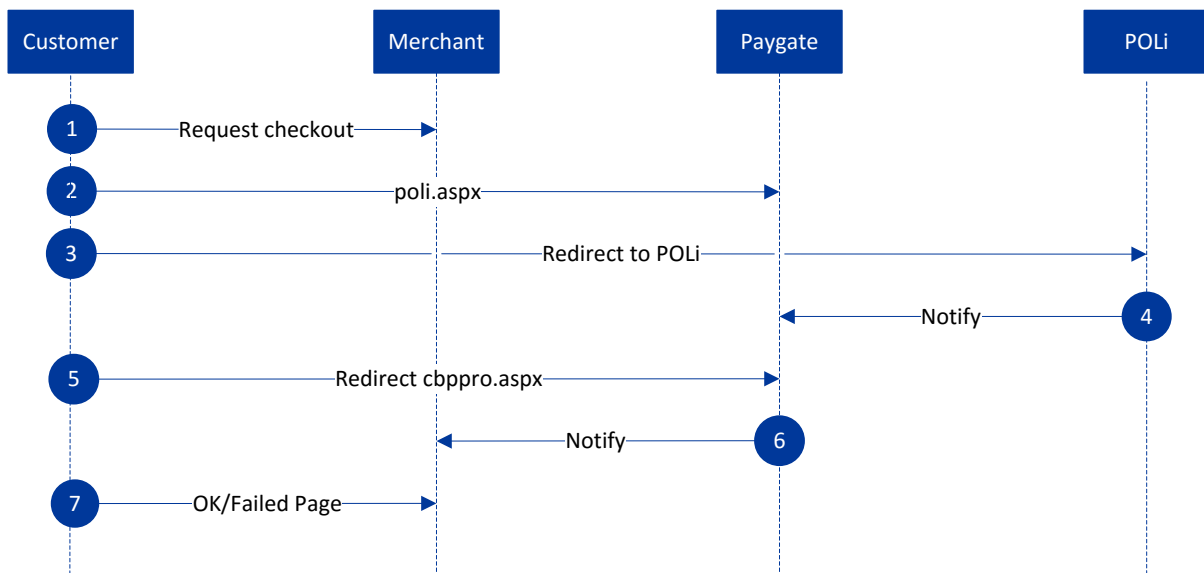 Customer
Merchant
Paygate
POLi
1
Request checkout
2
poli.aspx
3
Redirect to POLi
Notify
4
5
Redirect cbppro.aspx
Notify
6
7
OK/Failed Page